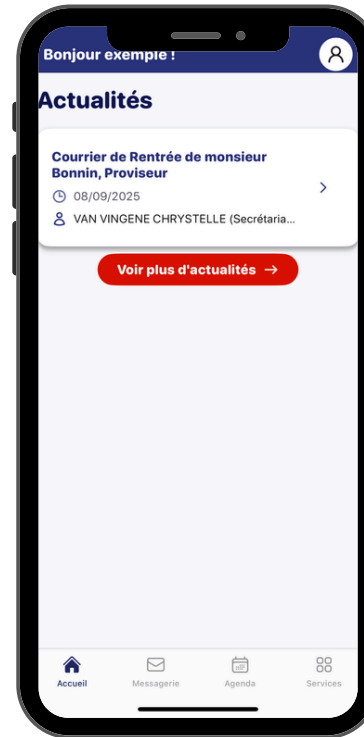 Bonjour exemple !
Actualités
Courrier de Rentrée de monsieur
Bonnin, Proviseur
08/09/2025
VAN VINGENE CHRYSTELLE (Secrétaria...
Voir plus d'actualités →
Accueil
Messagerie
Agenda
Services